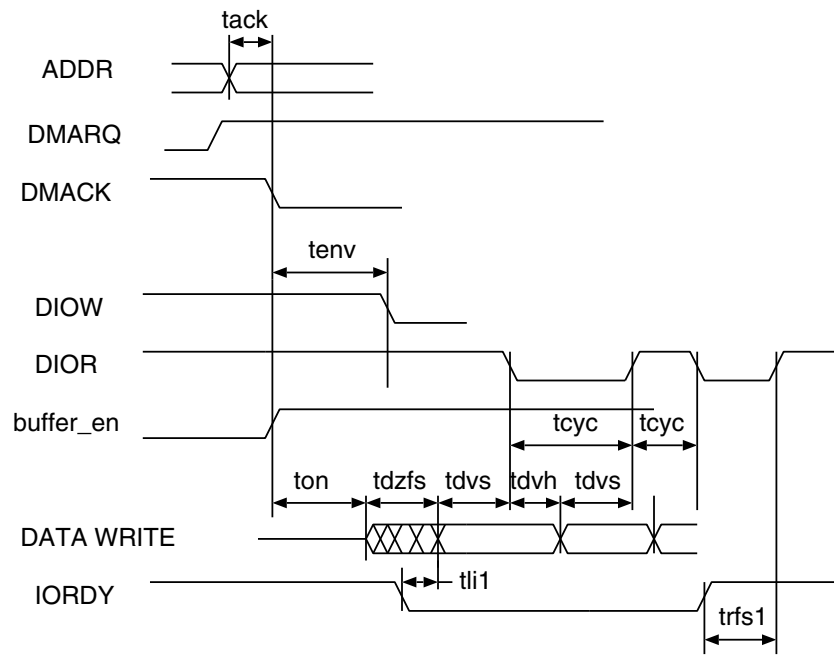 tack
ADDR
DMARQ
DMACK
tenv
DIOW
DIOR
buffer_en
tcyc tcyc
ton tdzfs tdvs tdvh tdvs
DATA WRITE
tli1
IORDY
trfs1